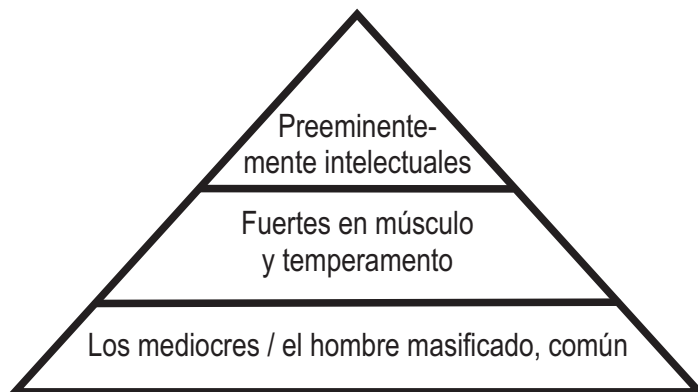 Preeminente-
mente intelectuales
Fuertes en músculo
y temperamento
Los mediocres / el hombre masificado, común